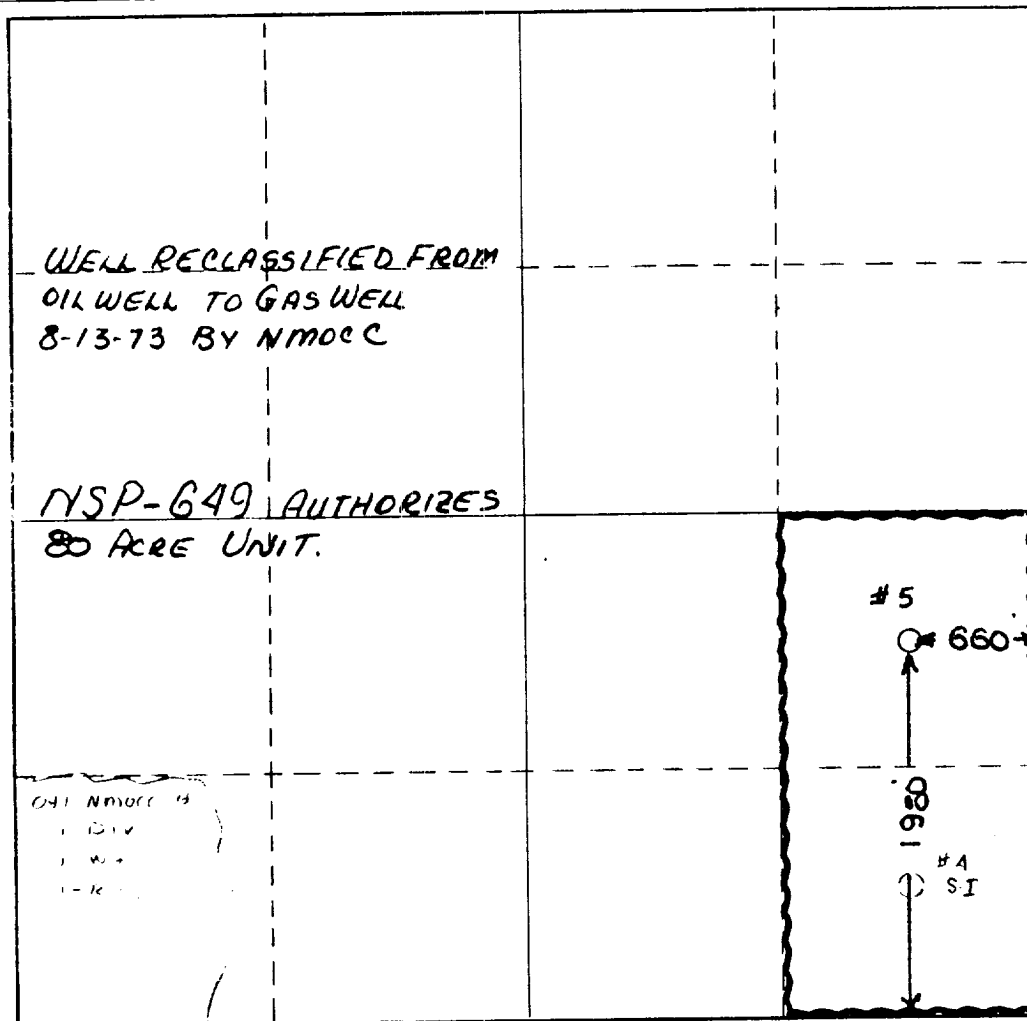 WELL RECLASSIFIED FROM
OIL WELL TO GAS WELL
8-13-73 BY NMOCC
NSP-649 AUTHORIZES
80 ACRE UNIT.
#5
660
1980
#4
S.I
NMOCC